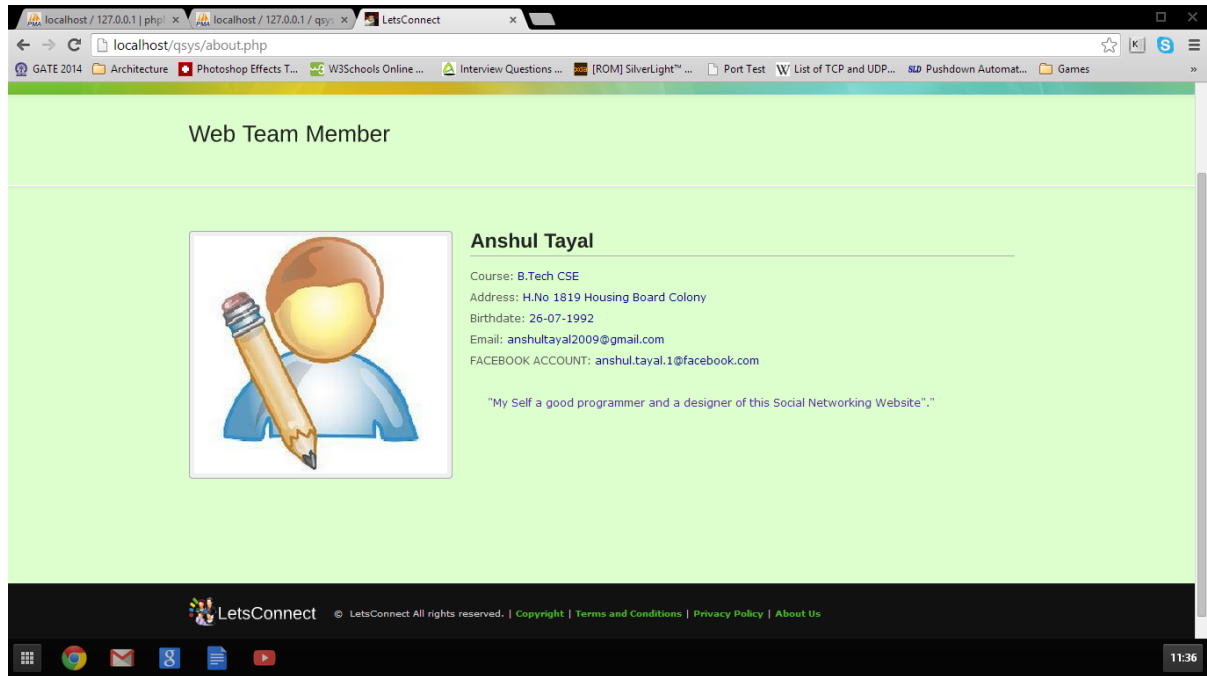 localhost / 127.0.0.1 | phpl
localhost / 127.0.0.1 / qsys
LetsConnect
localhost/qsys/about.php
GATE 2014 Architecture Photoshop Effects T... W3Schools Online ... Interview Questions ... [ROM] SilverLight™ ... Port Test List of TCP and UDP... SLD Pushdown Automat... Games »
Web Team Member
Anshul Tayal
Course: B.Tech CSE
Address: H.No 1819 Housing Board Colony
Birthdate: 26-07-1992
Email: anshultayal2009@gmail.com
FACEBOOK ACCOUNT: anshul.tayal.1@facebook.com
"My Self a good programmer and a designer of this Social Networking Website"."
LetsConnect © LetsConnect All rights reserved. | Copyright | Terms and Conditions | Privacy Policy | About Us
11:36